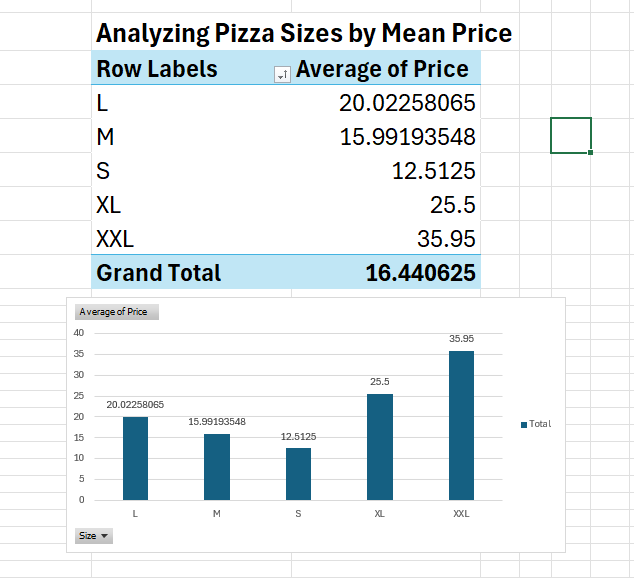 Analyzing Pizza Sizes by Mean Price
Row Labels Average of Price
L 20.02258065
M 15.99193548
S 12.5125
XL 25.5
XXL 35.95
Grand Total 16.440625
Average of Price
40
35
30
25
20
15
10
5
0
20.02258065
15.99193548
12.5125
25.5
35.95
L M S XL XXL
Total
Size